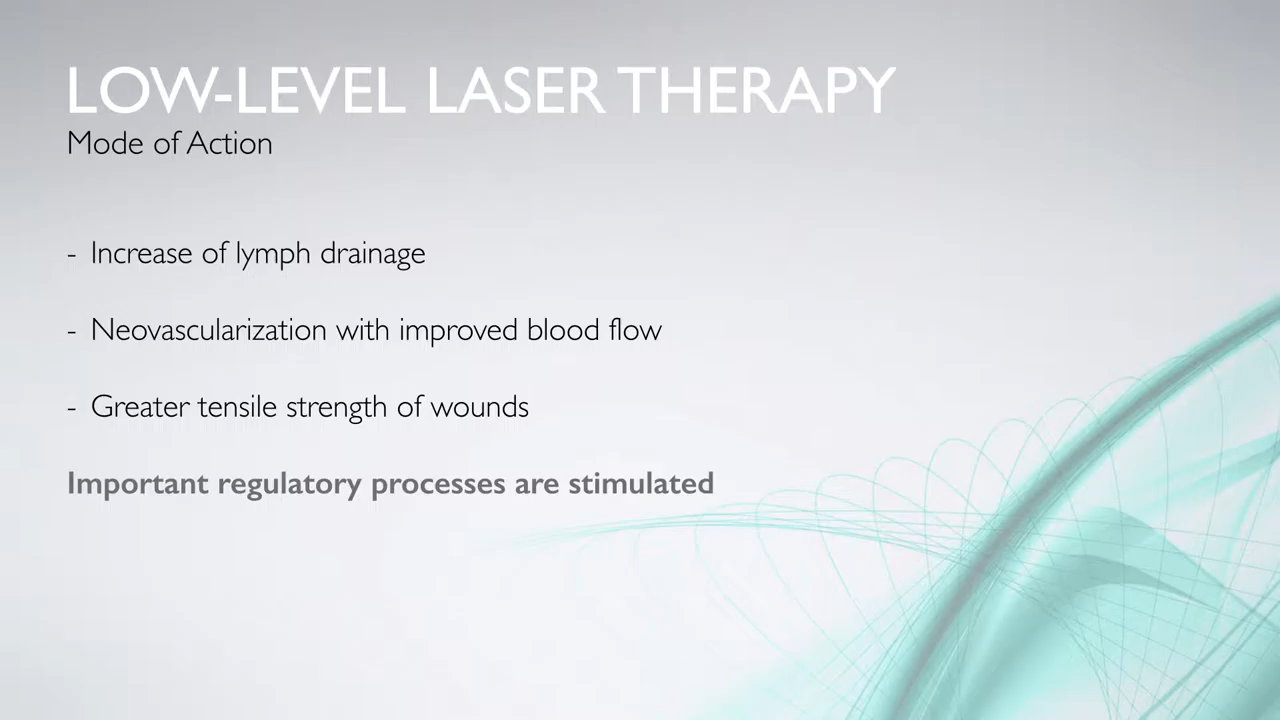 LOW-LEVEL LASER THERAPY
Mode of Action
- Increase of lymph drainage
- Neovascularization with improved blood flow
- Greater tensile strength of wounds
Important regulatory processes are stimulated